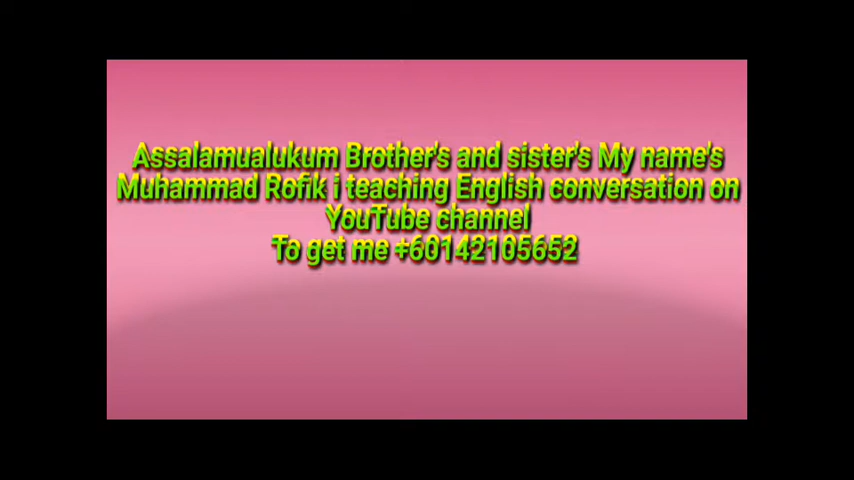 Assalamualukum Brother's and sister's My name's
Muhammad Rofik i teaching English conversation on
YouTube channel
To get me +60142105652